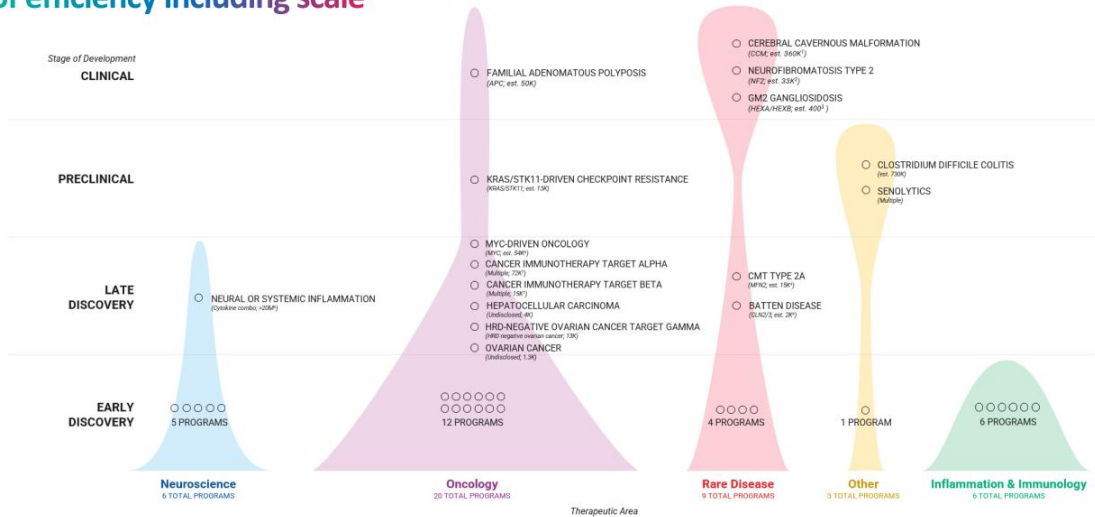 of efficiency including scale
Stage of Development
CLINICAL
FAMILIAL ADENOMATOUS POLYPOSIS
(APC; est. 50K)
CEREBRAL CAVERNOUS MALFORMATION
(CCM; est. 360K¹)
NEUROFIBROMATOSIS TYPE 2
(NF2; est. 33K²)
GM2 GANGLIOSIDOSIS
(HEXA/HEXB; est. 400³ )
PRECLINICAL
KRAS/STK11-DRIVEN CHECKPOINT RESISTANCE
(KRAS/STK11; est. 13K)
CLOSTRIDIUM DIFFICILE COLITIS
(est. 730K)
SENOLYTICS
(Multiple)
LATE
DISCOVERY
NEURAL OR SYSTEMIC INFLAMMATION
(Cytokine combo; >20M⁶)
MYC-DRIVEN ONCOLOGY
(MYC; est. 54K⁵)
CANCER IMMUNOTHERAPY TARGET ALPHA
(Multiple; 72K⁷)
CANCER IMMUNOTHERAPY TARGET BETA
(Multiple; 15K⁷)
HEPATOCELLULAR CARCINOMA
(Undisclosed; 4K)
HRD-NEGATIVE OVARIAN CANCER TARGET GAMMA
(HRD negative ovarian cancer; 13K)
OVARIAN CANCER
(Undisclosed; 1.3K)
CMT TYPE 2A
(MFN2; est. 15K⁴)
BATTEN DISEASE
(CLN2/3; est. 2K⁴)
EARLY
DISCOVERY
5 PROGRAMS
12 PROGRAMS
4 PROGRAMS
1 PROGRAM
6 PROGRAMS
Neuroscience
6 TOTAL PROGRAMS
Oncology
20 TOTAL PROGRAMS
Rare Disease
9 TOTAL PROGRAMS
Other
3 TOTAL PROGRAMS
Inflammation & Immunology
6 TOTAL PROGRAMS
Therapeutic Area